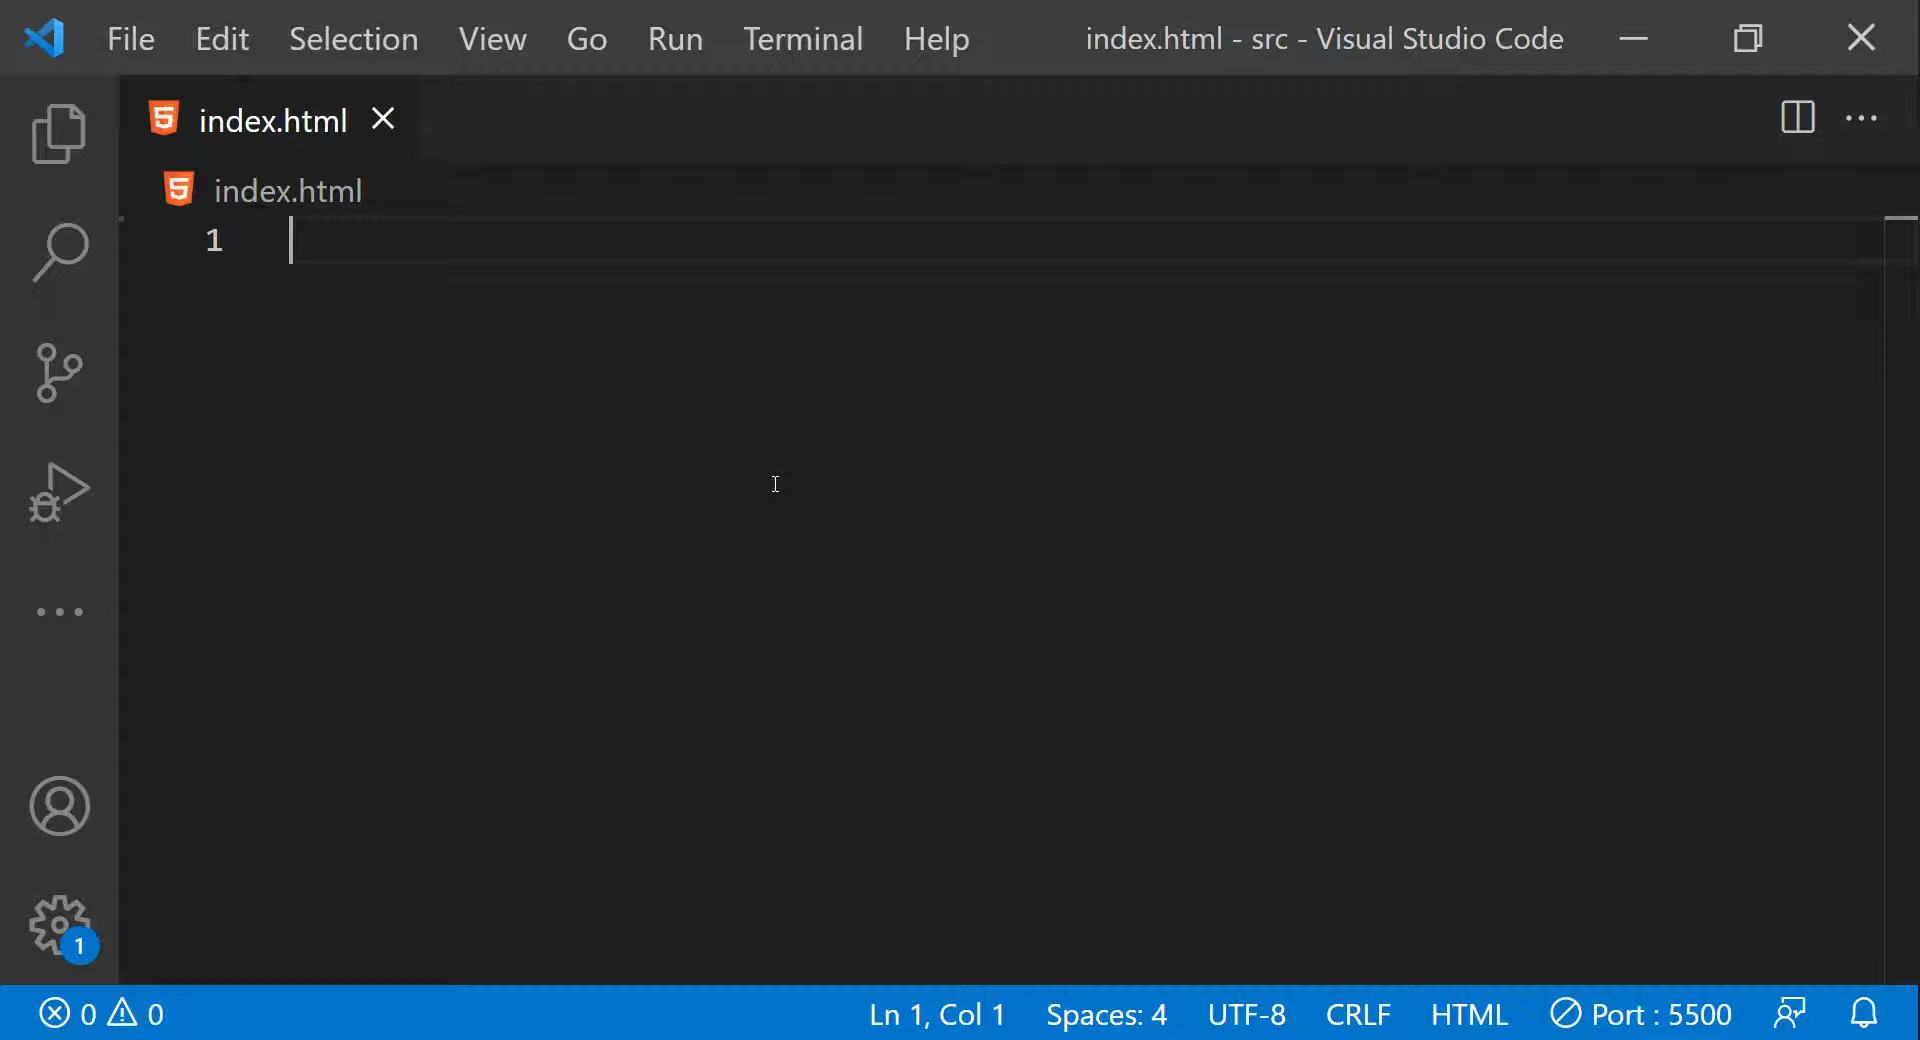 File Edit Selection View Go Run Terminal Help index.html - src - Visual Studio Code
index.html
index.html
1
1
0 0 Ln 1, Col 1 Spaces: 4 UTF-8 CRLF HTML Port : 5500